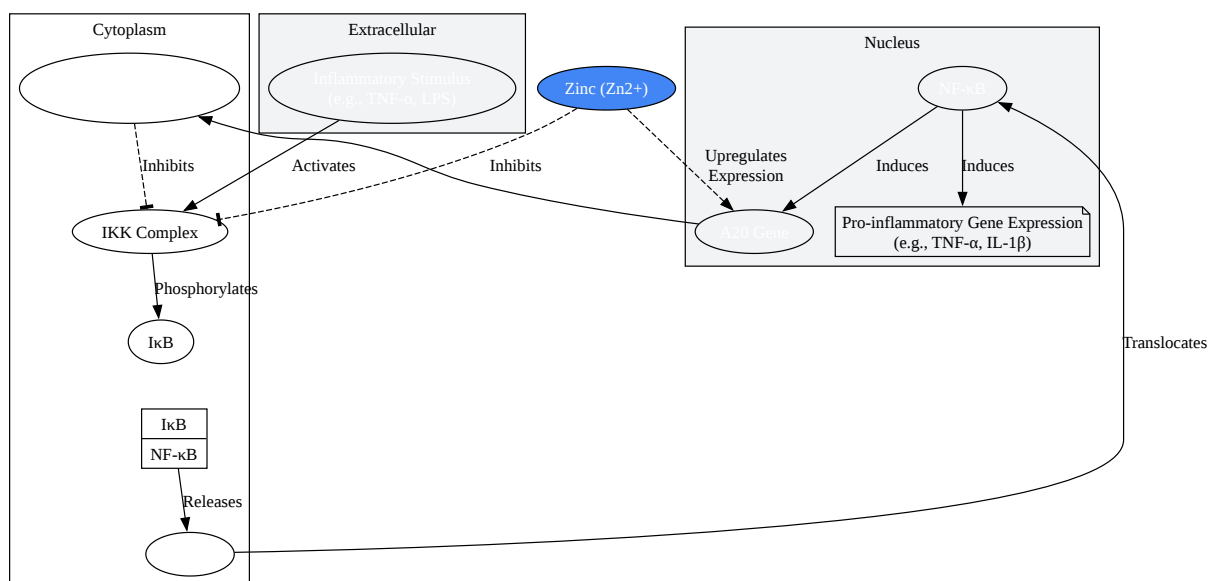 Cytoplasm
Extracellular
Nucleus
Inflammatory Stimulus
(e.g., TNF-α, LPS)
Zinc (Zn2+)
NF-κB
Inhibits
Activates
Inhibits
Upregulates
Expression
Induces
Induces
IKK Complex
A20 Gene
Pro-inflammatory Gene Expression
(e.g., TNF-α, IL-1β)
Phosphorylates
IκB
Translocates
IκB
NF-κB
Releases